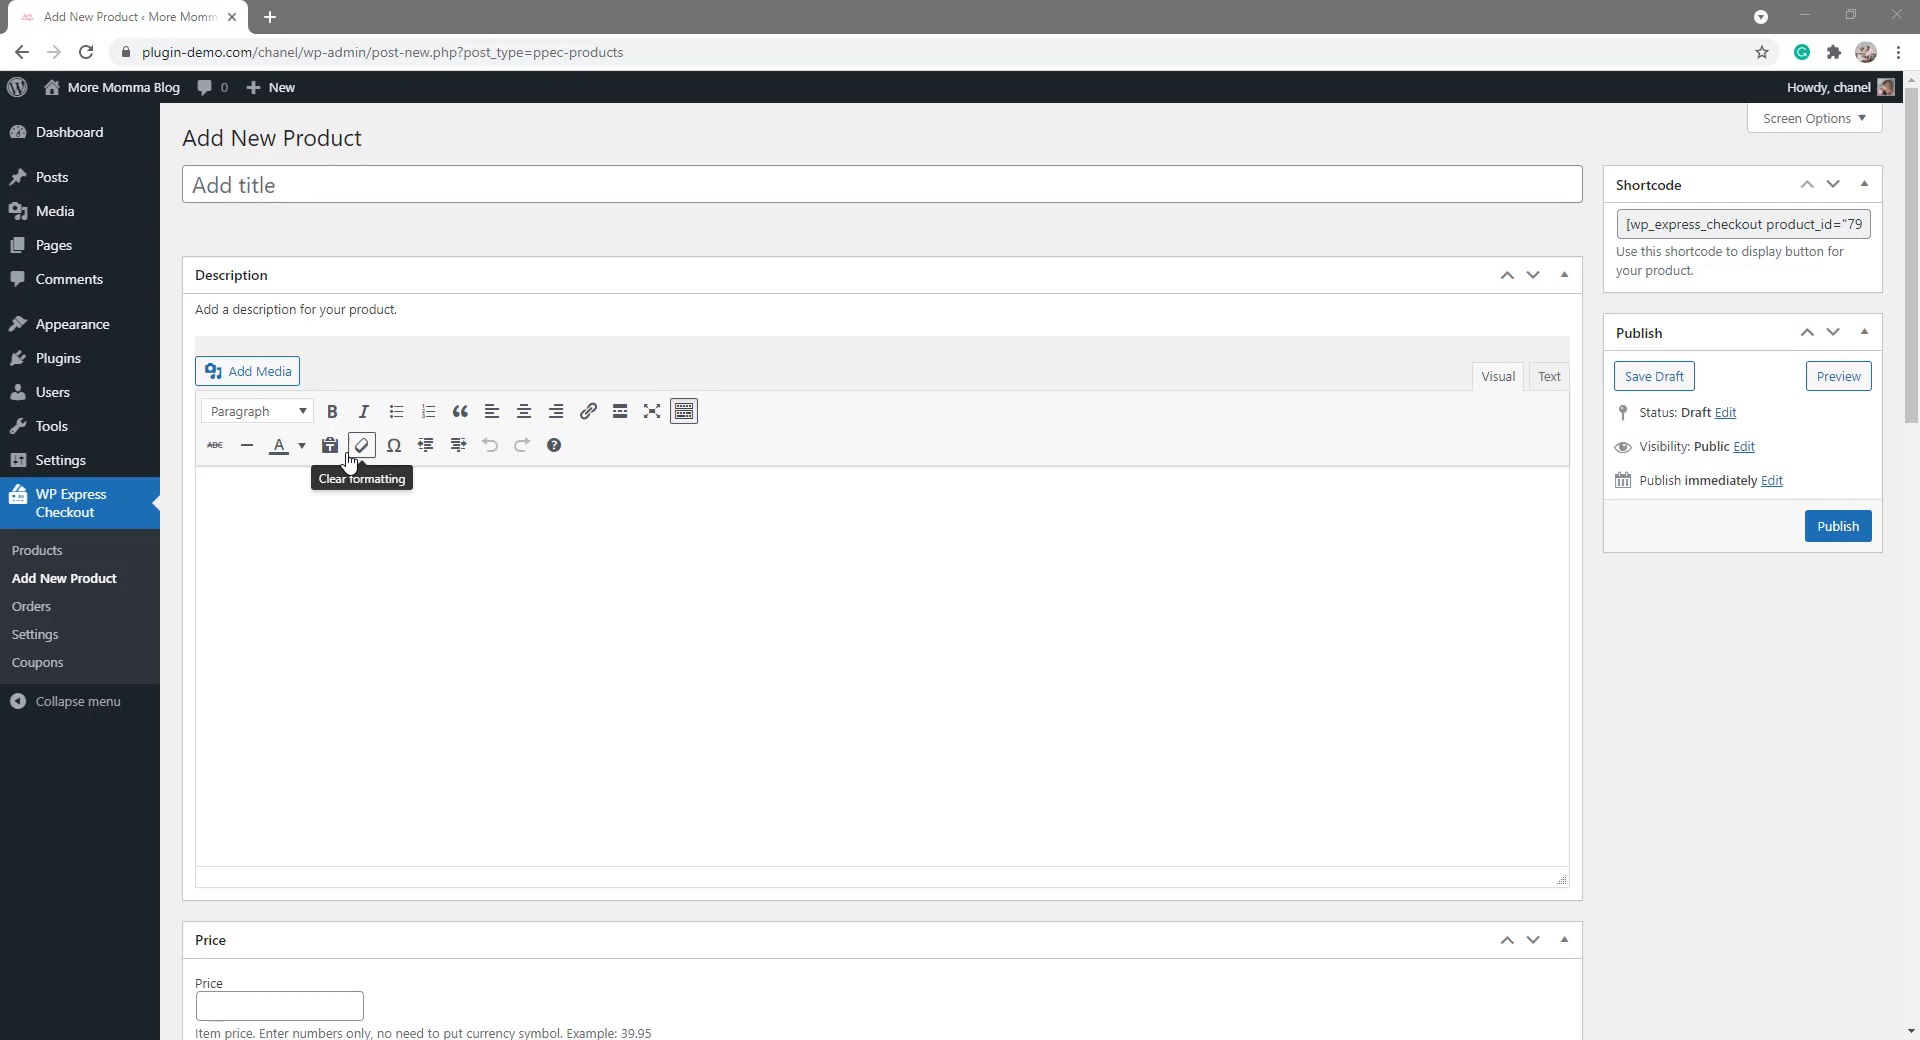 Add New Product ‹ More Momm
plugin-demo.com/chanel/wp-admin/post-new.php?post_type=ppec-products
More Momma Blog
0
New
Howdy, chanel
Dashboard
Posts
Media
Pages
Comments
Appearance
Plugins
Users
Tools
Settings
WP Express
Checkout
Products
Add New Product
Orders
Settings
Coupons
Collapse menu
Screen Options
Add New Product
Add title
Description
Add a description for your product.
Add Media
Visual
Text
Paragraph
B
I
ABC
A
Ω
Clear formatting
Price
Price
Item price. Enter numbers only, no need to put currency symbol. Example: 39.95
Shortcode
[wp_express_checkout product_id="79
Use this shortcode to display button for
your product.
Publish
Save Draft
Preview
Status: Draft Edit
Visibility: Public Edit
Publish immediately Edit
Publish